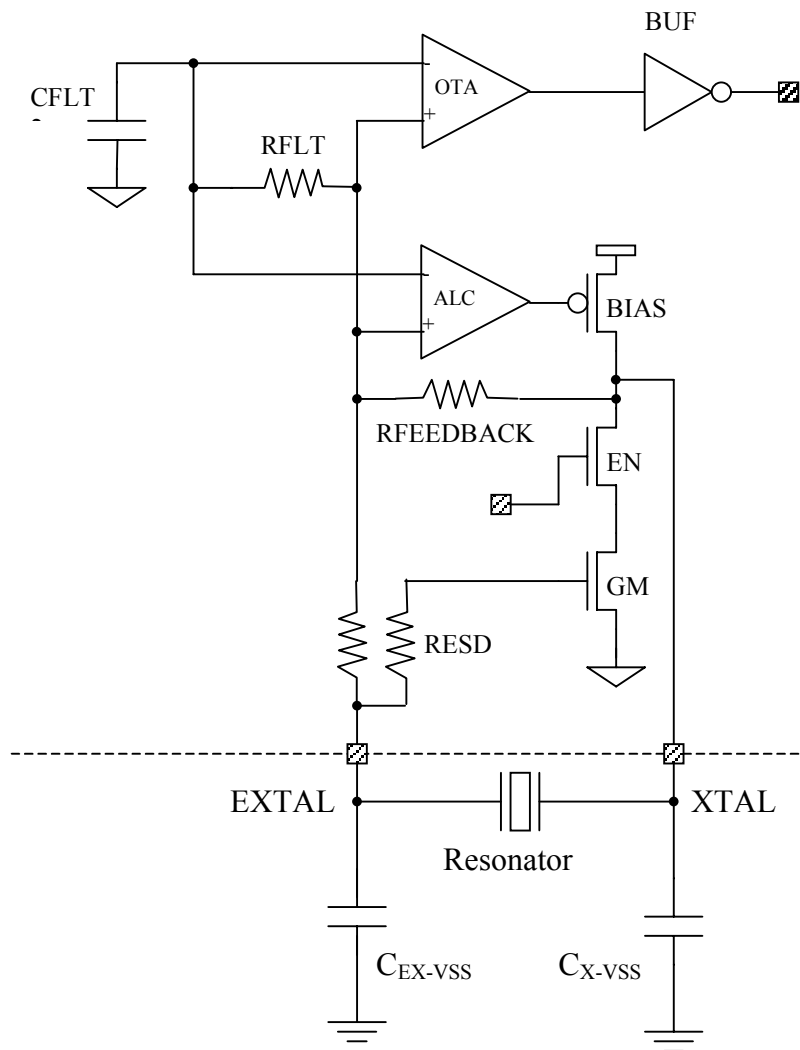 BUF
CFLT
-
OTA
+
RFLT
-
ALC
+
BIAS
RFEEDBACK
EN
GM
RESD
EXTAL
XTAL
Resonator
CEX-VSS
CX-VSS